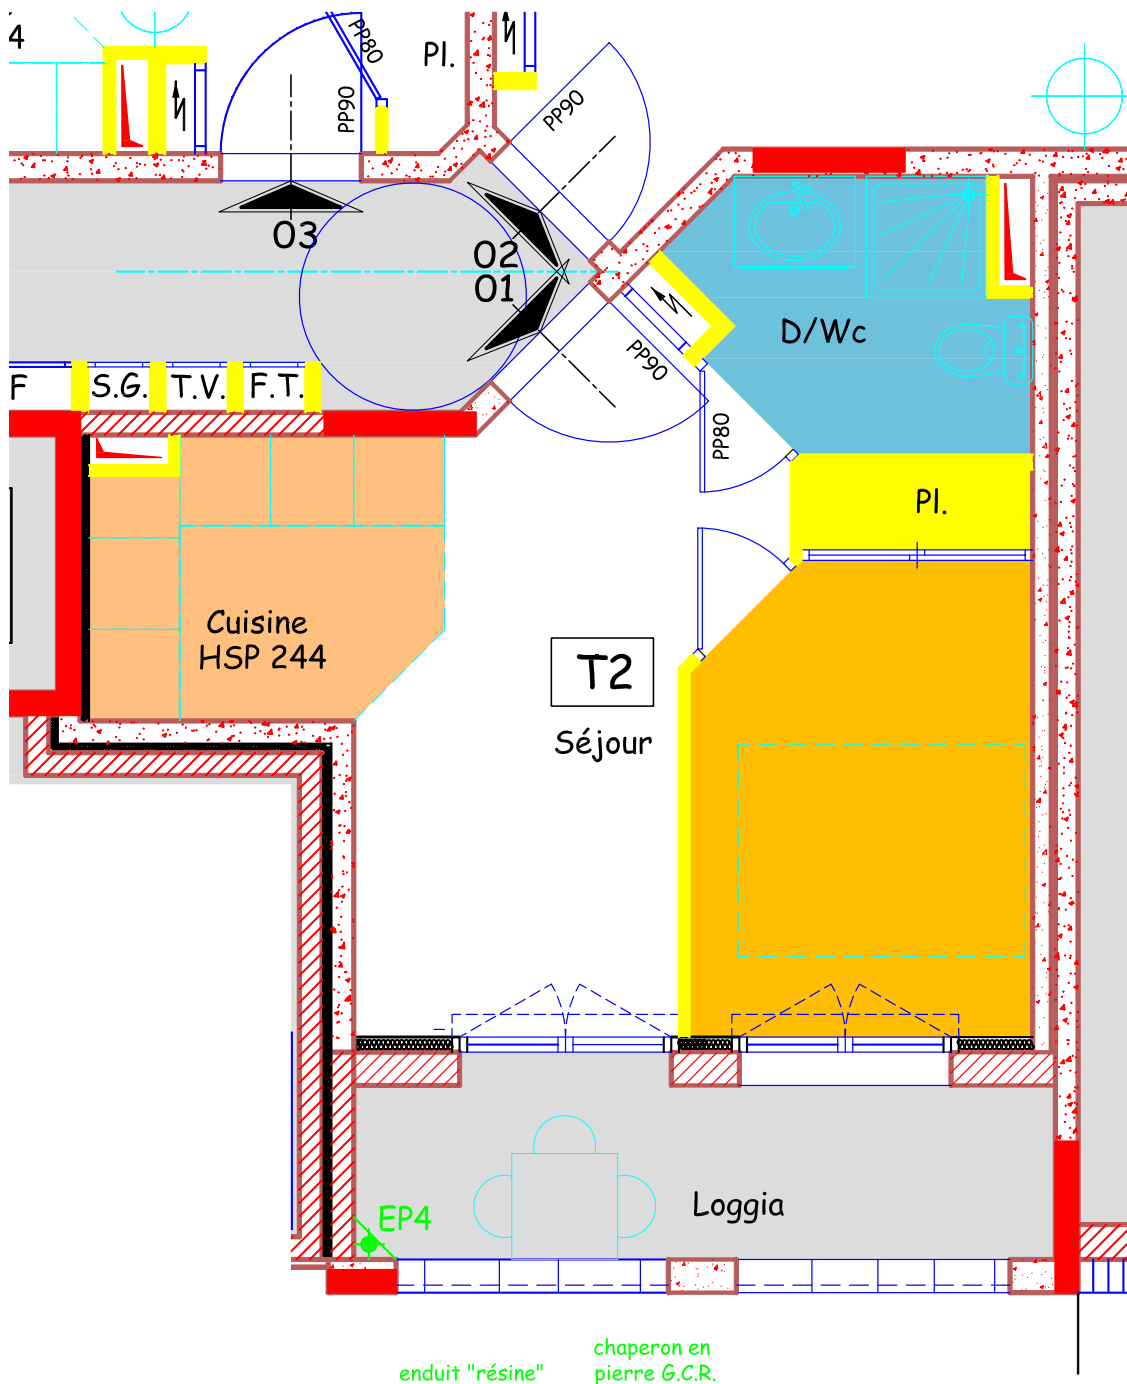 4
PP80
Pl.
PP90
PP90
03
02
01
D/Wc
PP90
F
S.G.
T.V.
F.T.
PP80
Pl.
Cuisine
HSP 244
T2
Séjour
Loggia
EP4
chaperon en
enduit "résine"
pierre G.C.R.